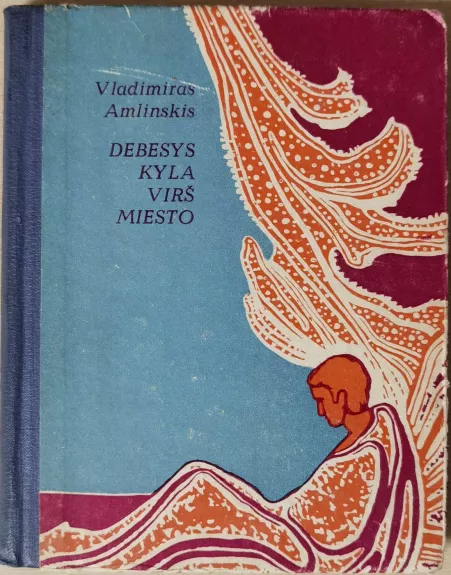 Vladimiras
Amlinskis
DEBESYS
KYLA
VIRŠ
MIESTO